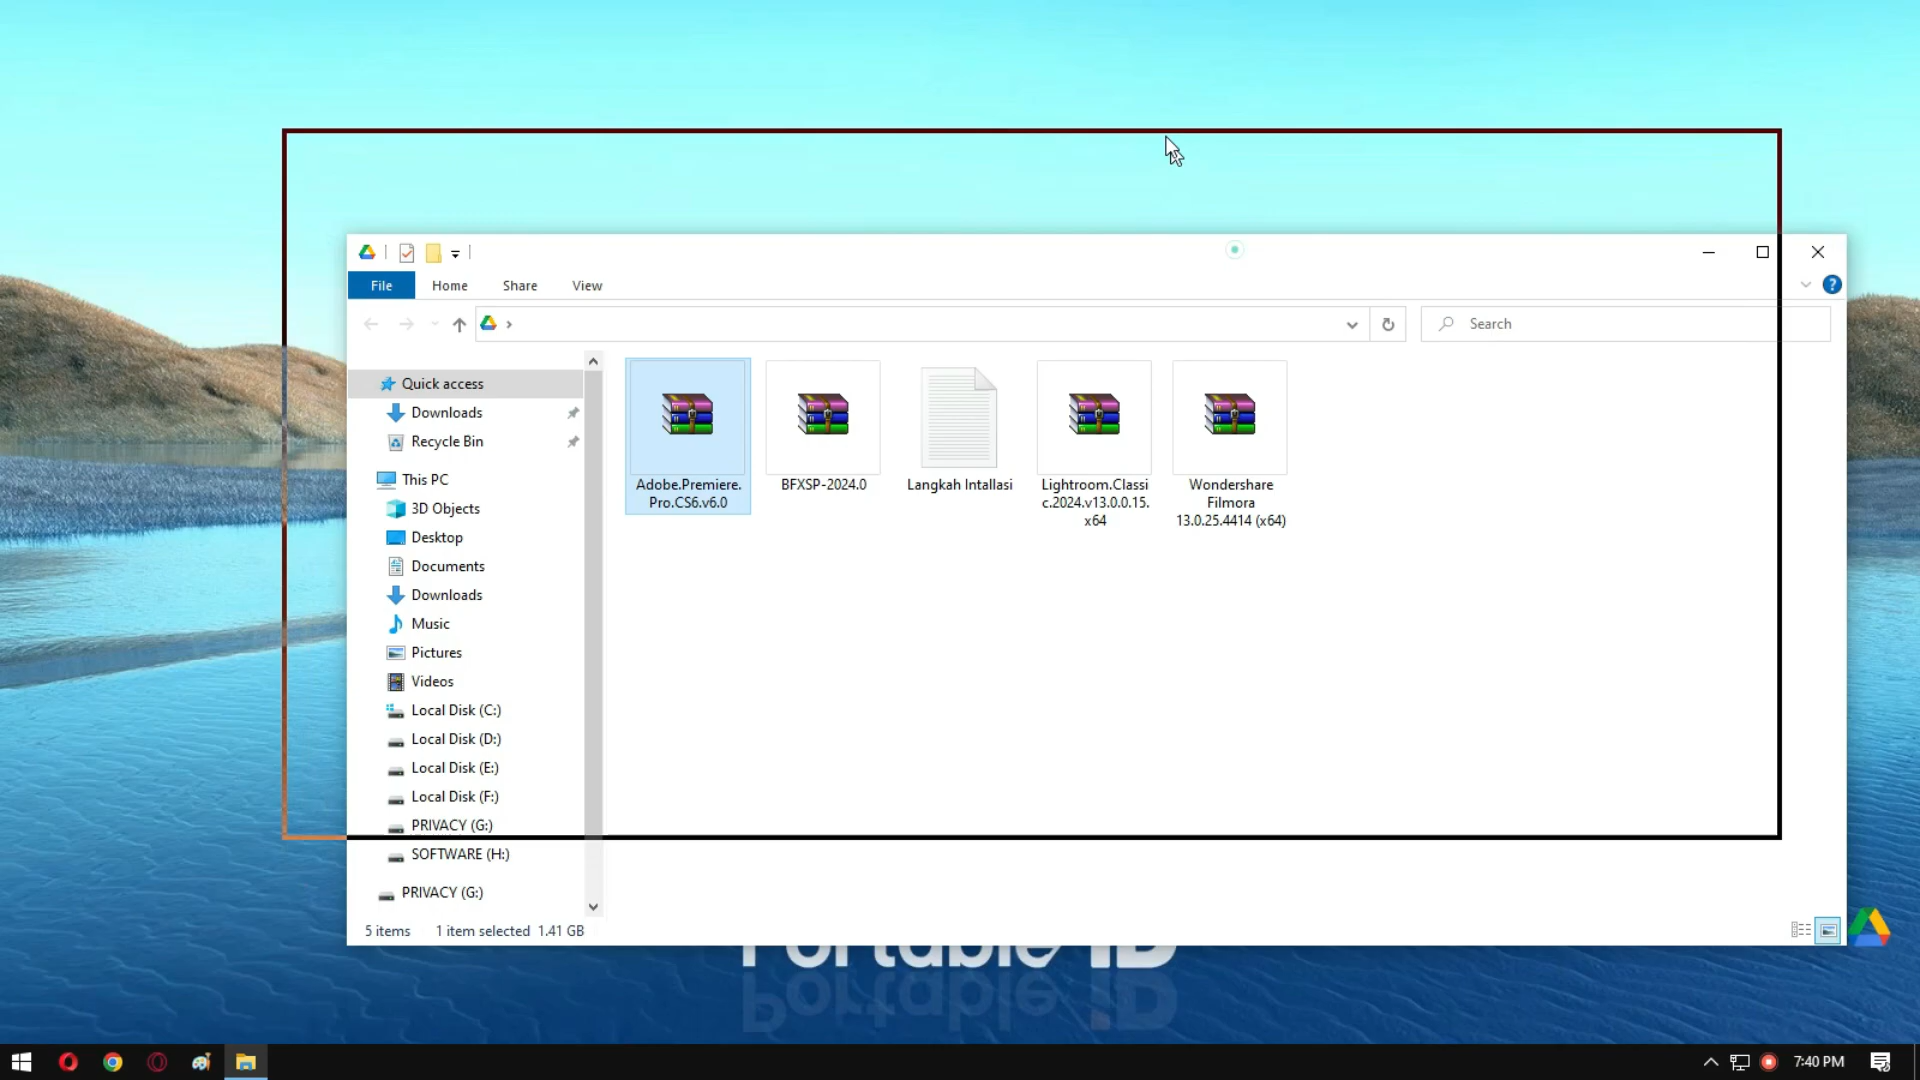 File
Home
Share
View
Search
Quick access
Downloads
Recycle Bin
This PC
3D Objects
Desktop
Documents
Downloads
Music
Pictures
Videos
Local Disk (C:)
Local Disk (D:)
Local Disk (E:)
Local Disk (F:)
PRIVACY (G:)
SOFTWARE (H:)
PRIVACY (G:)
Adobe.Premiere.
Pro.CS6.v6.0
BFXSP-2024.0
Langkah Intallasi
Lightroom.Classi
c.2024.v13.0.0.15.
x64
Wondershare
Filmora
13.0.25.4414 (x64)
5 items
1 item selected 1.41 GB
Portable iD
7:40 PM